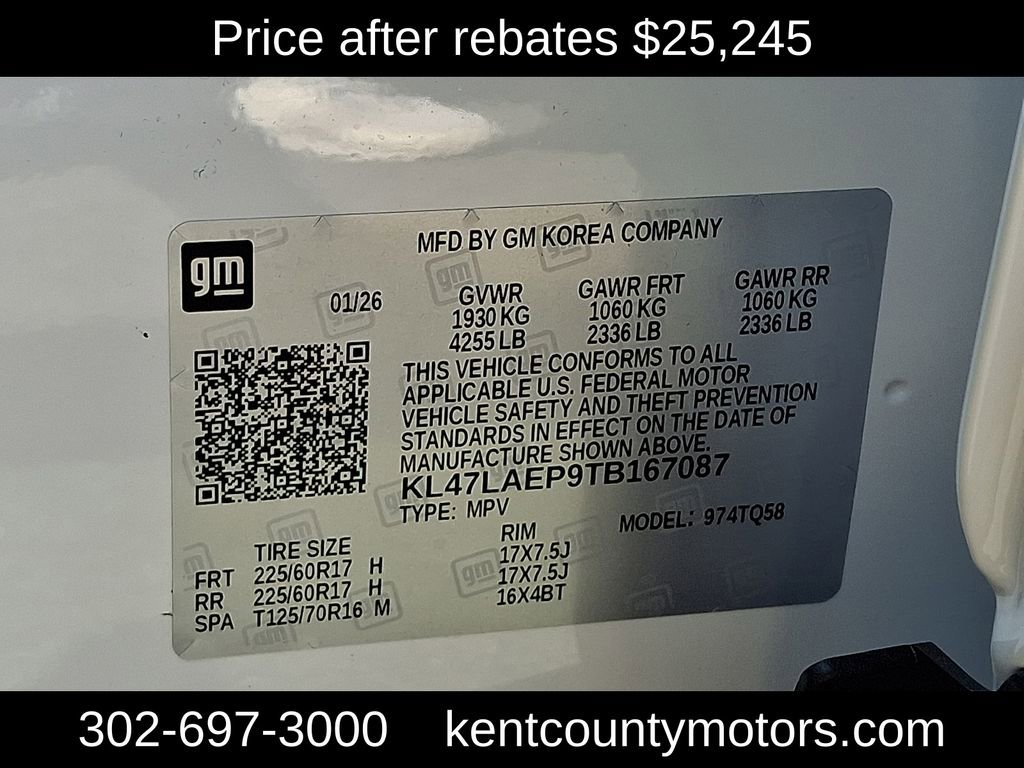 Price after rebates $25,245
gm
MFD BY GM KOREA COMPANY
01/26
GVWR
1930 KG
4255 LB
GAWR FRT
1060 KG
2336 LB
GAWR RR
1060 KG
2336 LB
THIS VEHICLE CONFORMS TO ALL
APPLICABLE U.S. FEDERAL MOTOR
VEHICLE SAFETY AND THEFT PREVENTION
STANDARDS IN EFFECT ON THE DATE OF
MANUFACTURE SHOWN ABOVE.
KL47LAEP9TB167087
TYPE: MPV
MODEL: 974TQ58
TIRE SIZE RIM
FRT 225/60R17 H 17X7.5J
RR 225/60R17 H 17X7.5J
SPA T125/70R16 M 16X4BT
302-697-3000 kentcountymotors.com